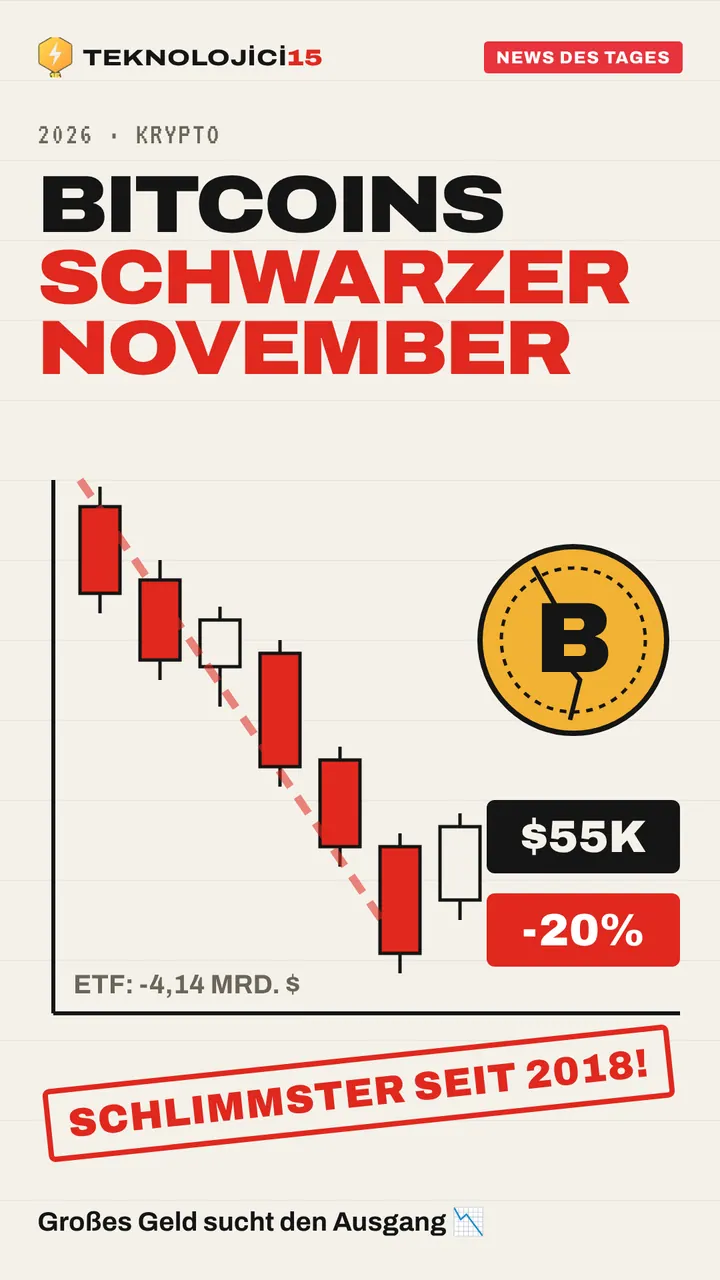 TEKNOLOJİCİ15
NEWS DES TAGES
2026 · KRYPTO
BITCOINS
SCHWARZER
NOVEMBER
B
$55K
-20%
ETF: -4,14 MRD. $
SCHLIMMSTER SEIT 2018!
Großes Geld sucht den Ausgang 📉